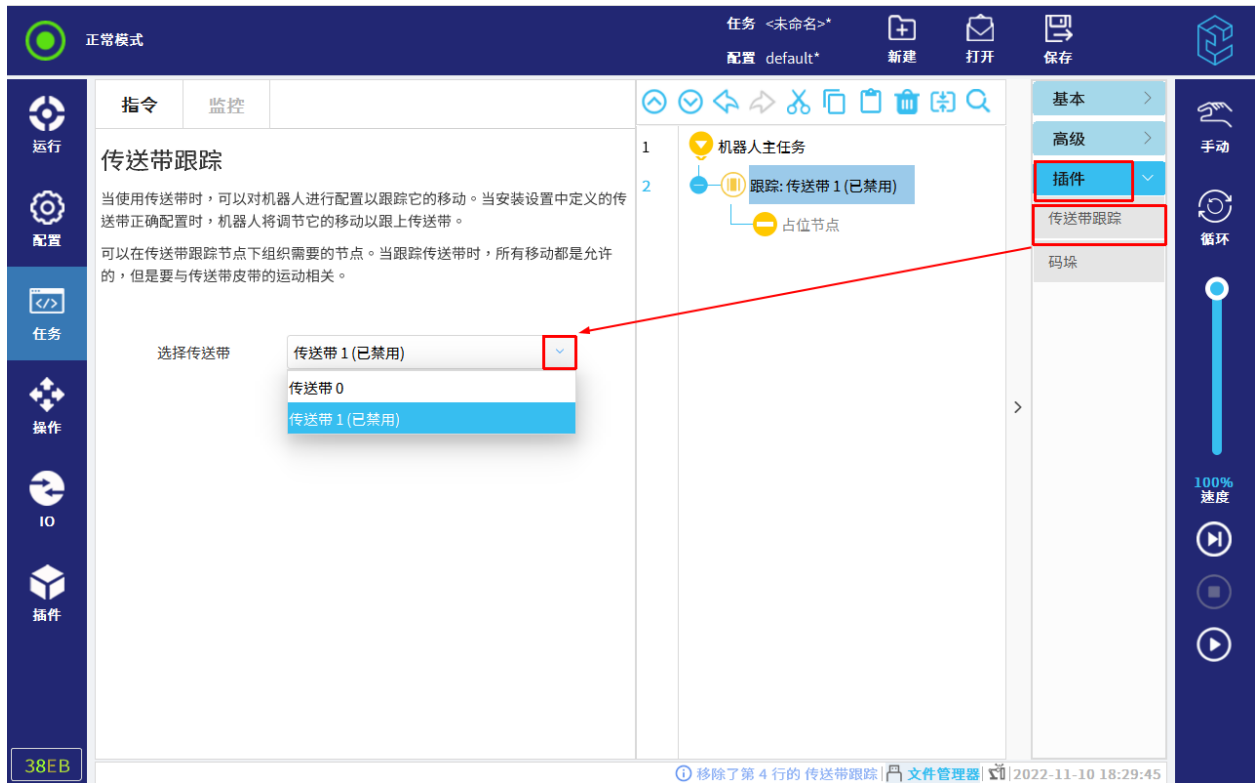 正常模式
任务 <未命名>*
配置 default*
新建
打开
保存
运行
配置
任务
操作
IO
插件
38EB
指令
监控
传送带跟踪
当使用传送带时，可以对机器人进行配置以跟踪它的移动。当安装设置中定义的传
送带正确配置时，机器人将调节它的移动以跟上传送带。
可以在传送带跟踪节点下组织需要的节点。当跟踪传送带时，所有移动都是允许
的，但是要与传送带皮带的运动相关。
选择传送带
传送带 1 (已禁用)
传送带 0
传送带 1 (已禁用)
1 机器人主任务
2 跟踪: 传送带 1 (已禁用)
占位节点
基本
高级
插件
传送带跟踪
码垛
手动
循环
100%
速度
移除了第 4 行的 传送带跟踪
文件管理器
2022-11-10 18:29:45